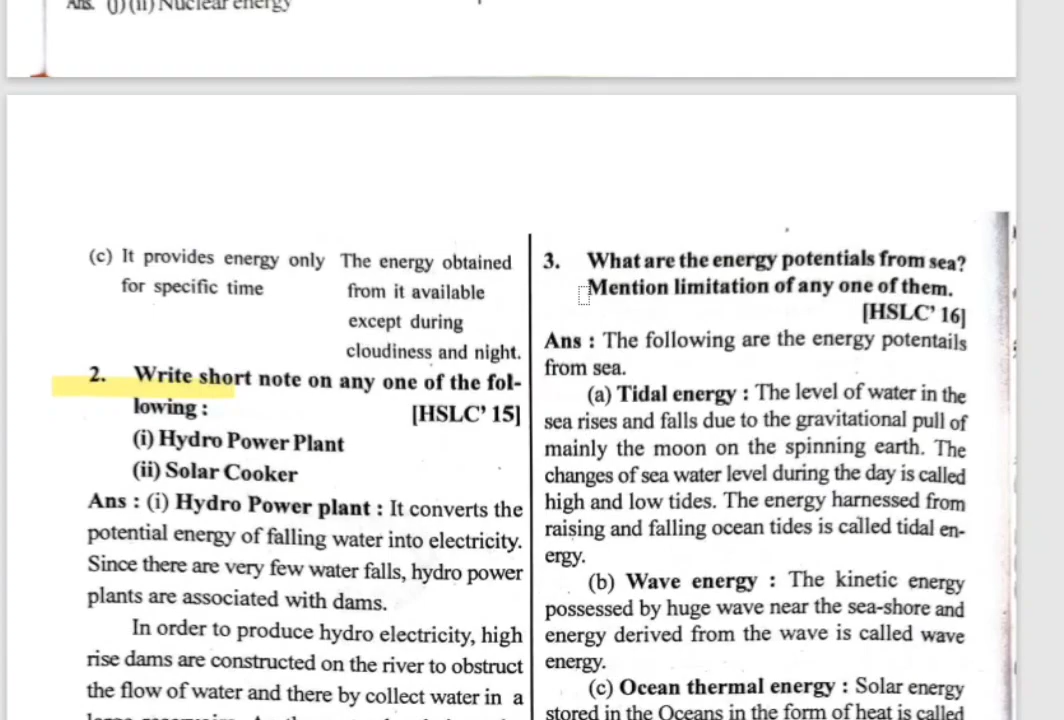 Ans. (j) (ii) Nuclear energy
(c) It provides energy only The energy obtained
for specific time from it available
except during
cloudiness and night.
2. Write short note on any one of the fol-
lowing : [HSLC' 15]
(i) Hydro Power Plant
(ii) Solar Cooker
Ans : (i) Hydro Power plant : It converts the
potential energy of falling water into electricity.
Since there are very few water falls, hydro power
plants are associated with dams.
In order to produce hydro electricity, high
rise dams are constructed on the river to obstruct
the flow of water and there by collect water in a
3. What are the energy potentials from sea?
Mention limitation of any one of them.
[HSLC' 16]
Ans : The following are the energy potentails
from sea.
(a) Tidal energy : The level of water in the
sea rises and falls due to the gravitational pull of
mainly the moon on the spinning earth. The
changes of sea water level during the day is called
high and low tides. The energy harnessed from
raising and falling ocean tides is called tidal en-
ergy.
(b) Wave energy : The kinetic energy
possessed by huge wave near the sea-shore and
energy derived from the wave is called wave
energy.
(c) Ocean thermal energy : Solar energy
stored in the Oceans in the form of heat is called